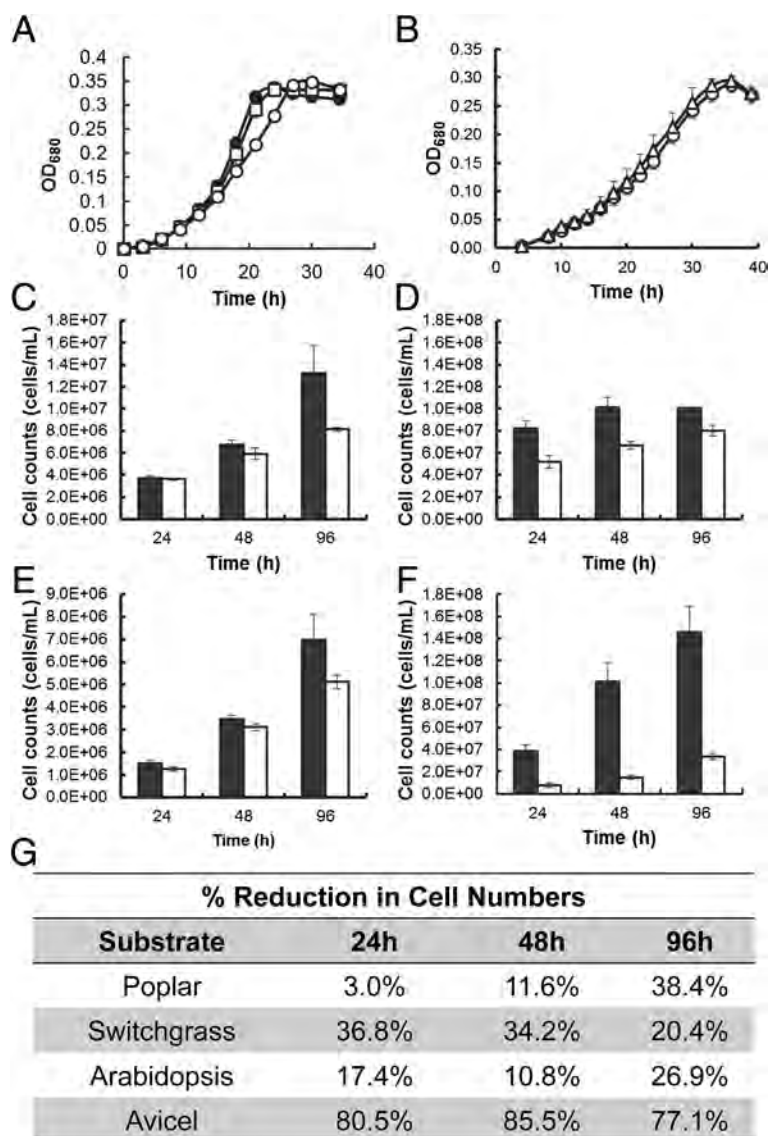 A
B
OD680
0.4
0.35
0.3
0.25
0.2
0.15
0.1
0.05
0
0 10 20 30 40
Time (h)
OD680
0.35
0.30
0.25
0.20
0.15
0.10
0.05
0.00
0 10 20 30 40
Time (h)
C
D
Cell counts (cells/mL)
1.8E+07
1.6E+07
1.4E+07
1.2E+07
1.0E+07
8.0E+06
6.0E+06
4.0E+06
2.0E+06
0.0E+00
24 48 96
Time (h)
Cell counts (cells/mL)
1.8E+08
1.6E+08
1.4E+08
1.2E+08
1.0E+08
8.0E+07
6.0E+07
4.0E+07
2.0E+07
0.0E+00
24 48 96
Time (h)
E
F
Cell counts (cells/mL)
9.0E+06
8.0E+06
7.0E+06
6.0E+06
5.0E+06
4.0E+06
3.0E+06
2.0E+06
1.0E+06
0.0E+00
24 48 96
Time (h)
Cell counts (cells/mL)
1.8E+08
1.6E+08
1.4E+08
1.2E+08
1.0E+08
8.0E+07
6.0E+07
4.0E+07
2.0E+07
0.0E+00
24 48 96
Time (h)
G
% Reduction in Cell Numbers
Substrate 24h 48h 96h
Poplar 3.0% 11.6% 38.4%
Switchgrass 36.8% 34.2% 20.4%
Arabidopsis 17.4% 10.8% 26.9%
Avicel 80.5% 85.5% 77.1%